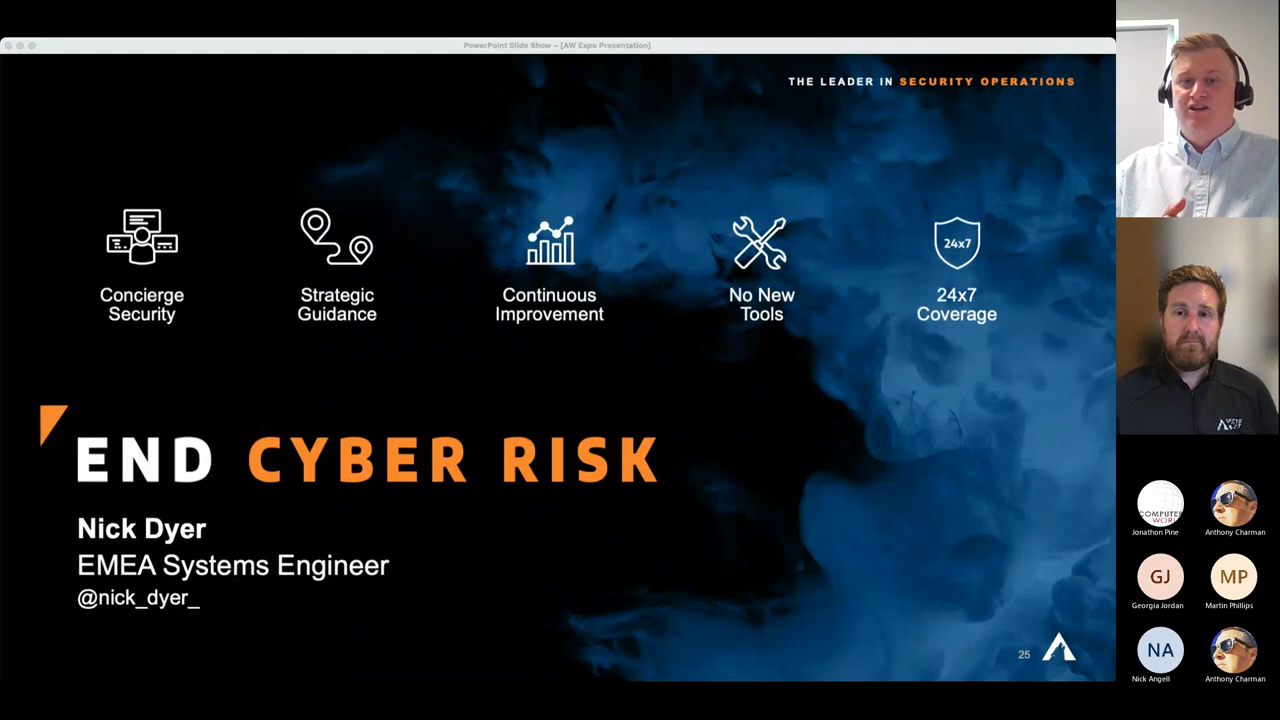 PowerPoint Slide Show – [AW Expo Presentation]
THE LEADER IN SECURITY OPERATIONS
24x7
Concierge
Security
Strategic
Guidance
Continuous
Improvement
No New
Tools
24x7
Coverage
END CYBER RISK
Nick Dyer
EMEA Systems Engineer
@nick_dyer_
25
COMPUTER
WORLD
Jonathon Pine
Anthony Charman
GJ
MP
Georgia Jordan
Martin Phillips
NA
Nick Angell
Anthony Charman